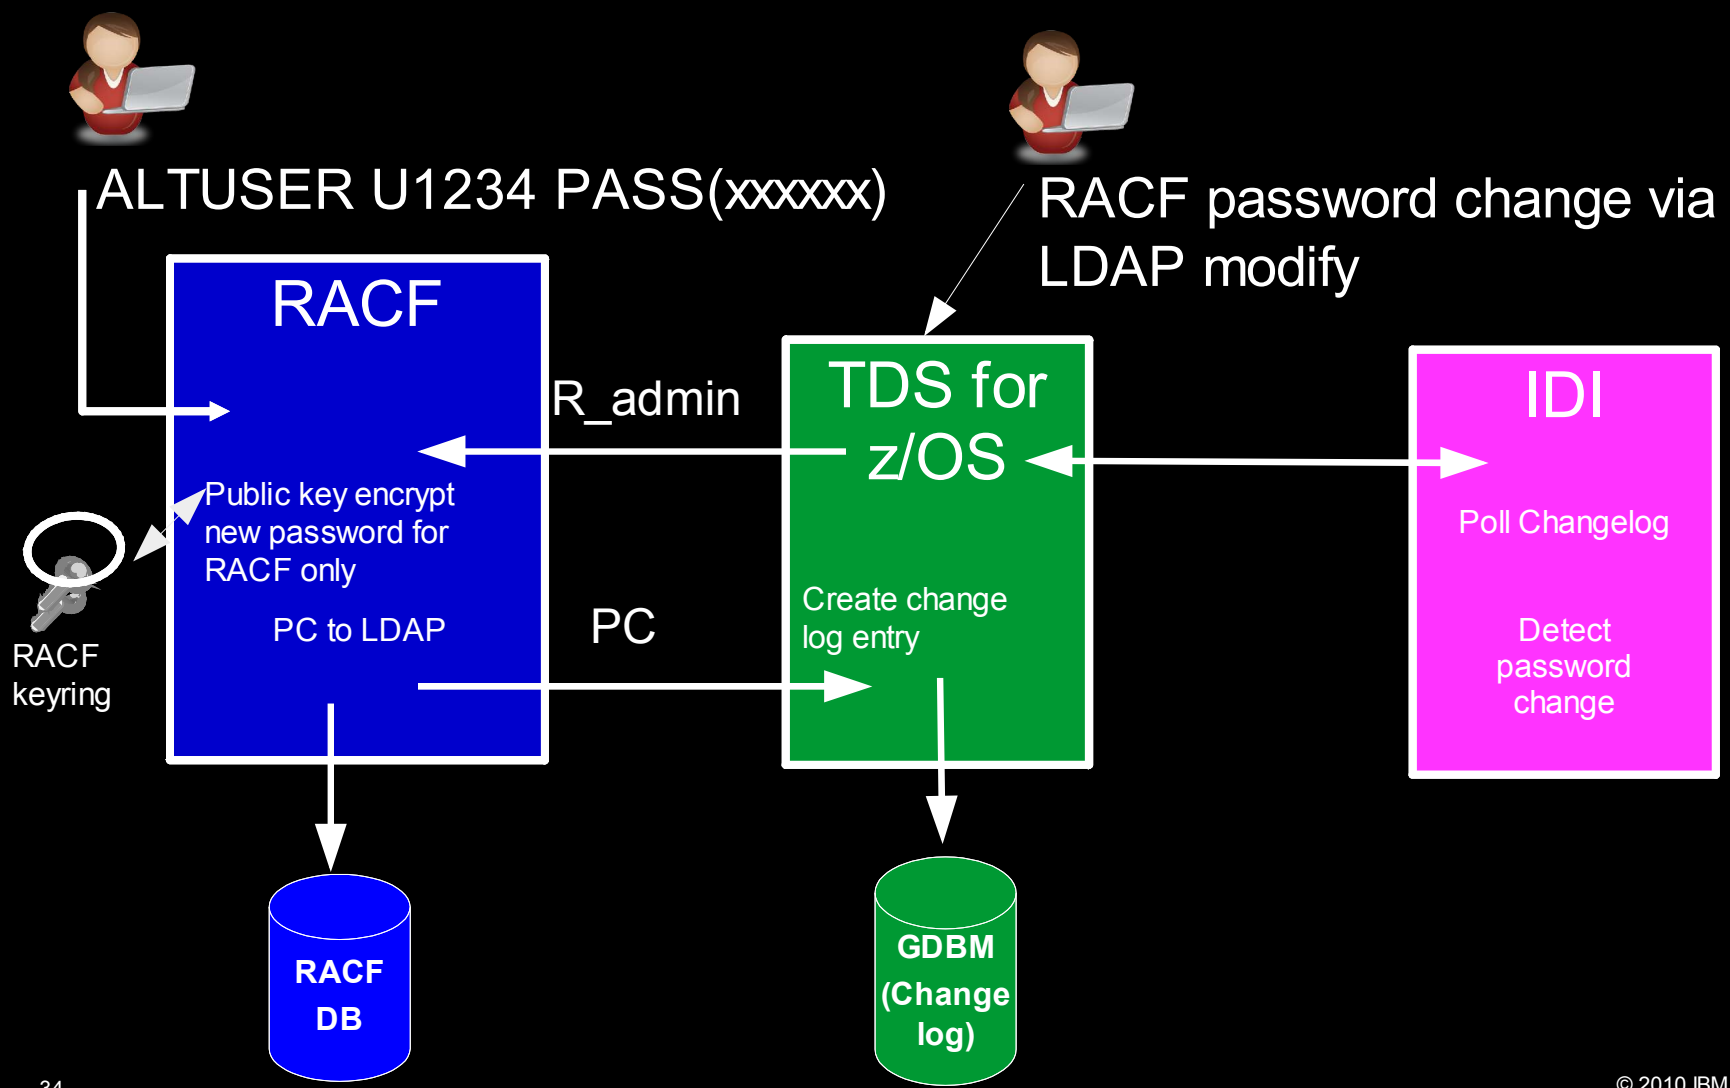 ALTUSER U1234 PASS(xxxxxx)
RACF password change via
LDAP modify
RACF
R_admin
TDS for
z/OS
IDI
Public key encrypt
new password for
RACF only
Poll Changelog
PC to LDAP
PC
Create change
log entry
Detect
password
change
RACF
keyring
RACF
DB
GDBM
(Change
log)
34
© 2010 IBM